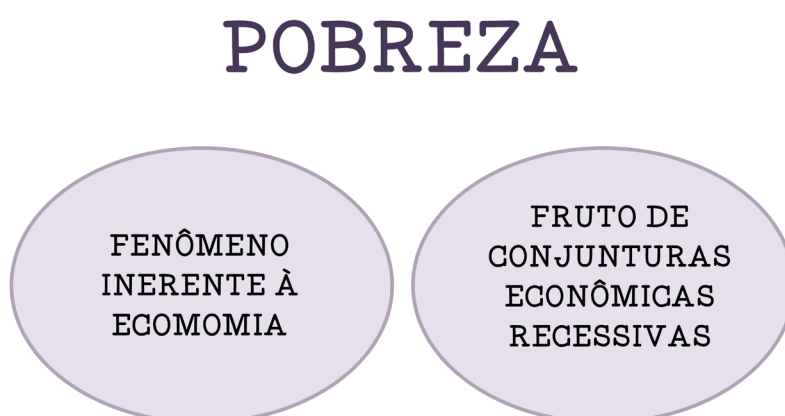 POBREZA
FENÔMENO
INERENTE À
ECOMOMIA
FRUTO DE
CONJUNTURAS
ECONÔMICAS
RECESSIVAS